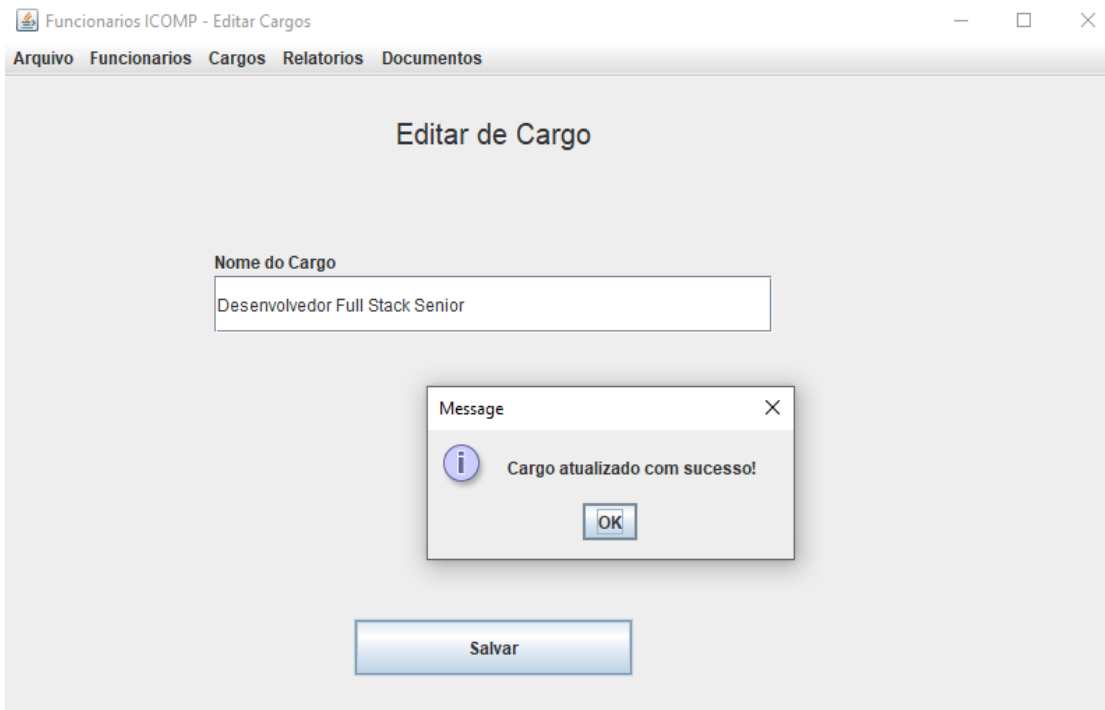 Funcionarios ICOMP - Editar Cargos
Arquivo Funcionarios Cargos Relatorios Documentos
Editar de Cargo
Nome do Cargo
Desenvolvedor Full Stack Senior
Message
i
Cargo atualizado com sucesso!
OK
Salvar